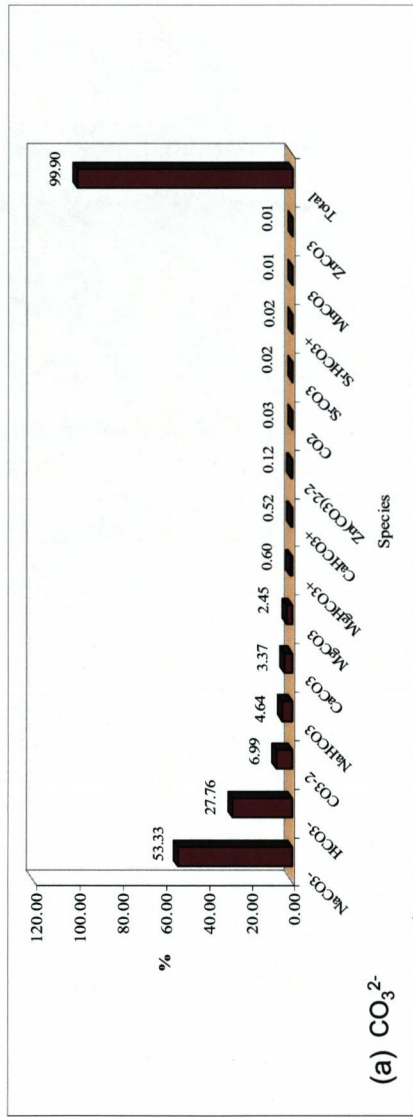 120.00
100.00
80.00
60.00
40.00
20.00
0.00
%
53.33
27.76
6.99
4.64
3.37
2.45
0.60
0.52
0.12
0.03
0.02
0.02
0.01
0.01
99.90
NaCO3-
HCO3-
CO3-2
NaHCO3
CaCO3
MgCO3
MgHCO3+
CaHCO3+
Zn(CO3)2-2
CO2
SrCO3
SrHCO3+
MnCO3
ZnCO3
Total
Species
(a) CO₃²⁻